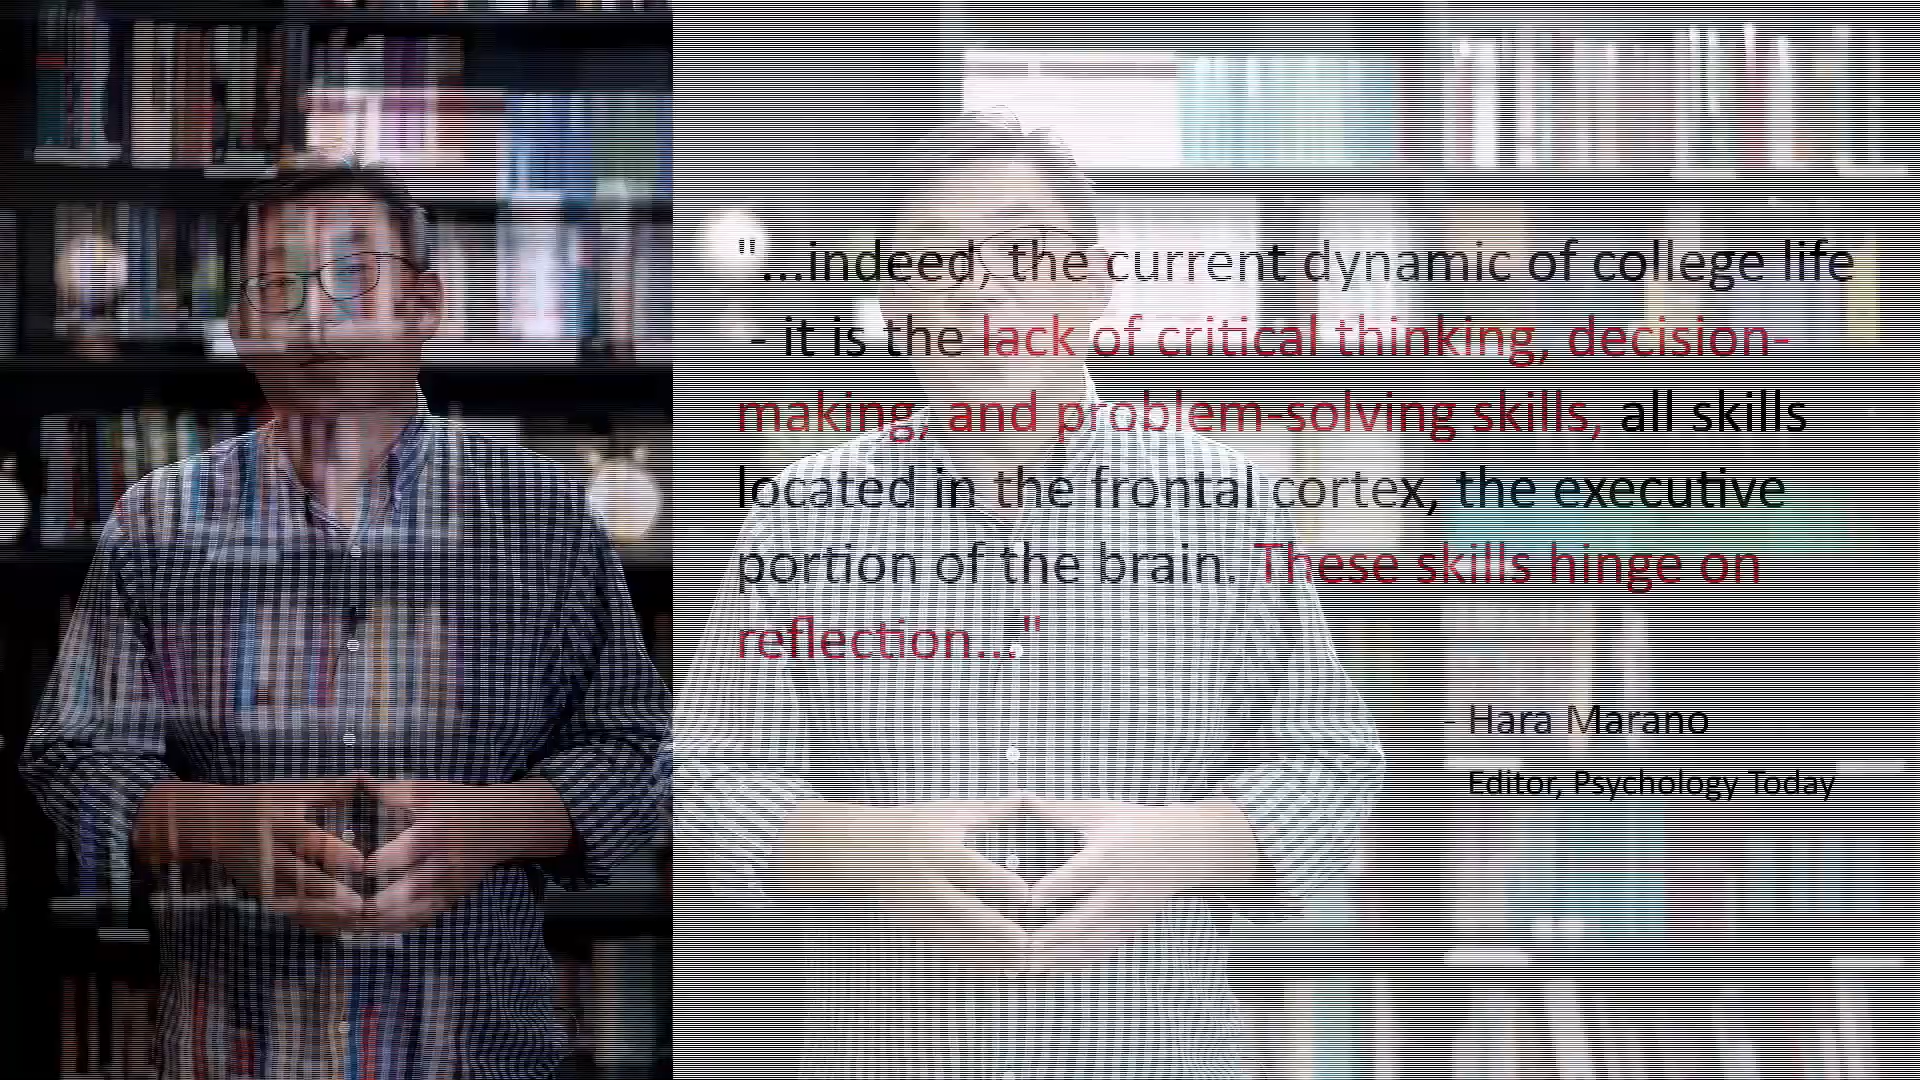 "...indeed, the current dynamic of college life
- it is the lack of critical thinking, decision-
making, and problem-solving skills, all skills
located in the frontal cortex, the executive
portion of the brain. These skills hinge on
reflection..."
- Hara Marano
Editor, Psychology Today